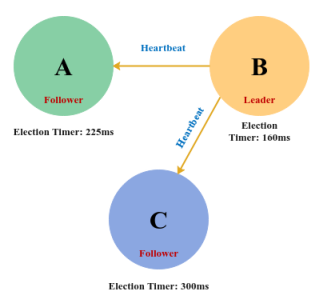 Heartbeat
A
Follower
Election Timer: 225ms
B
Leader
Election
Timer: 160ms
Heartbeat
C
Follower
Election Timer: 300ms